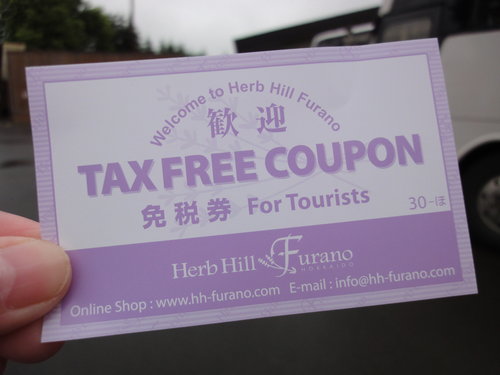 Welcome to Herb Hill Furano
歓迎
TAX FREE COUPON
免税券 For Tourists
30-ほ
Herb Hill Furano
HOKKAIDO
Online Shop : www.hh-furano.com E-mail : info@hh-furano.com